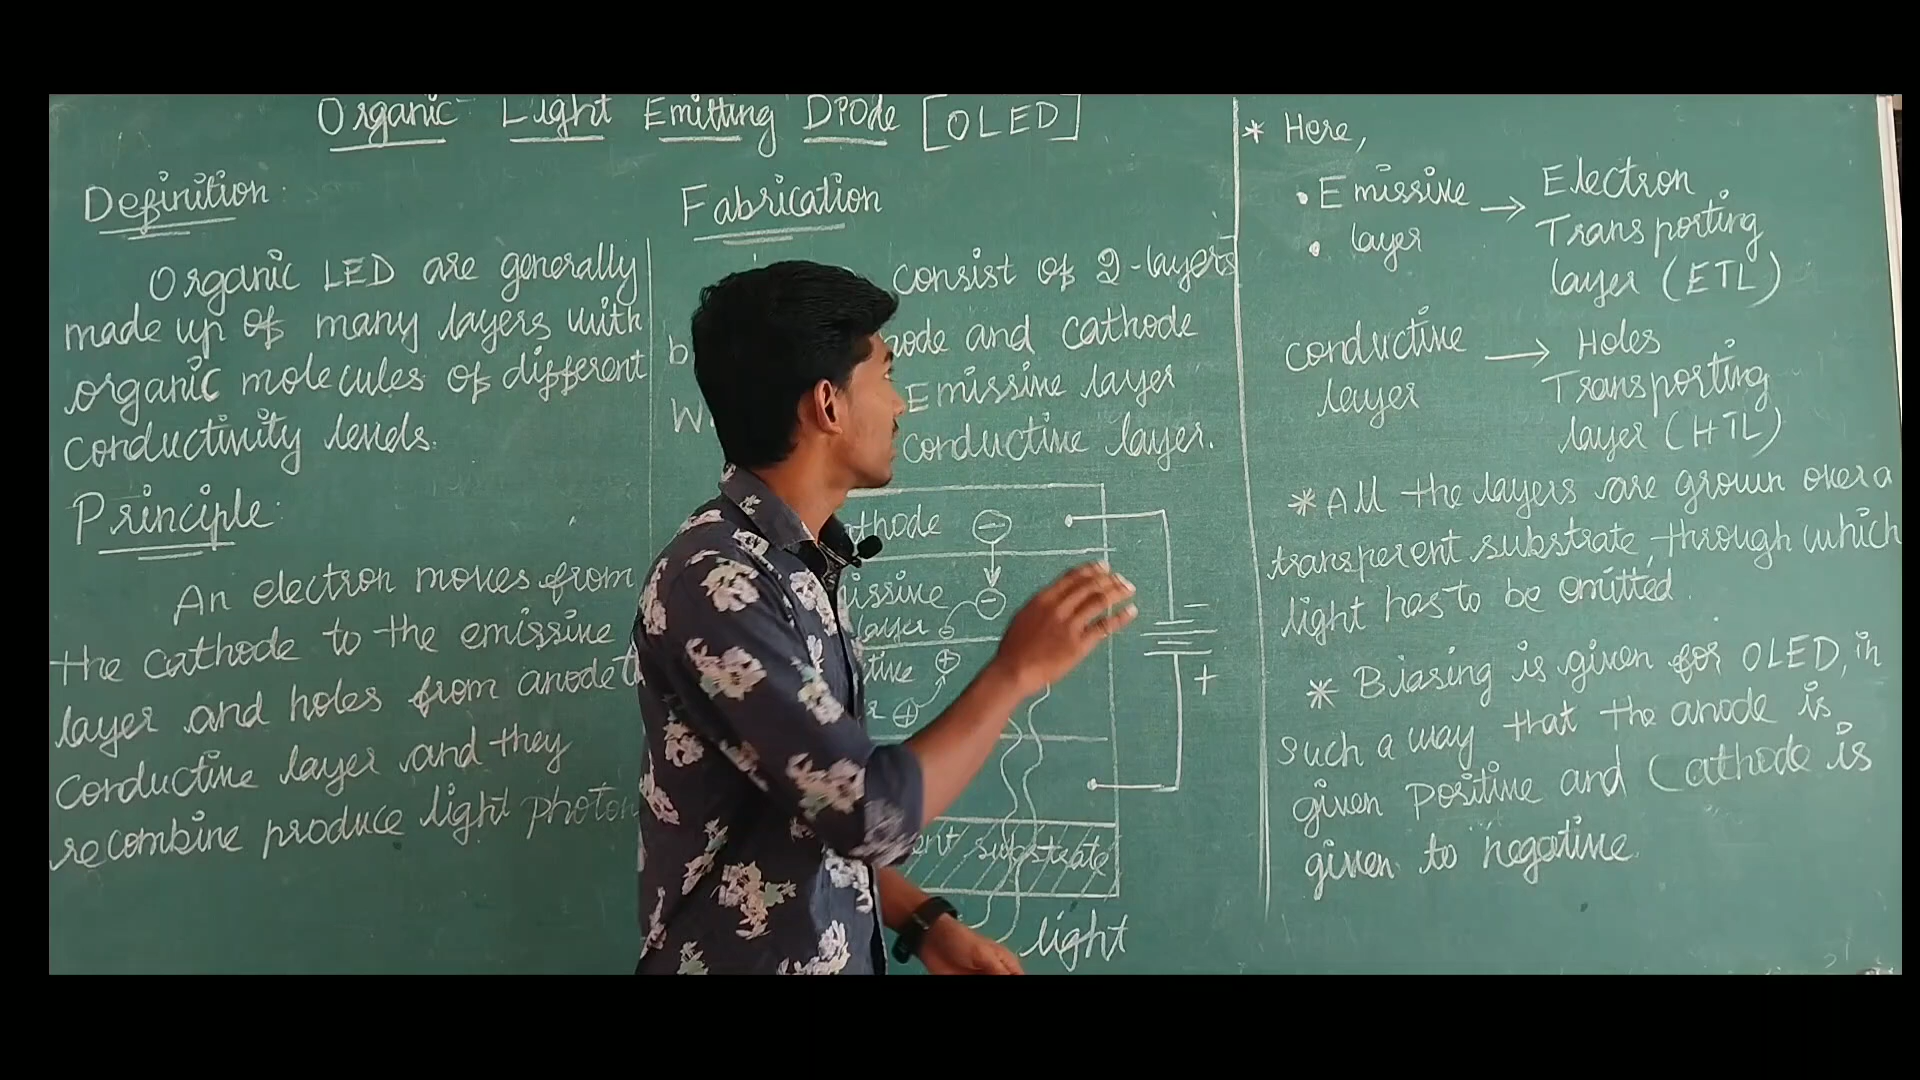 Organic Light Emitting Diode [OLED]
Definition:
Organic LED are generally
made up of many layers with
organic molecules of different
conductivity levels.
Principle:
An electron moves from
the cathode to the emissive
layer and holes from anode
conductive layer and they
recombine produce light photon
Fabrication
consist of 2-layers
and cathode
Emissive layer
conductive layer.
-
-
layer
+
+
substrate
light
-
+
* Here,
• Emissive → Electron
• layer Transporting
layer (ETL)
conductive → Holes
layer Transporting
layer (HTL)
* All the layers are grown over a
transperent substrate, through which
light has to be emitted.
* Biasing is given for OLED, in
such a way that the anode is
given positive and Cathode is
given to negative.